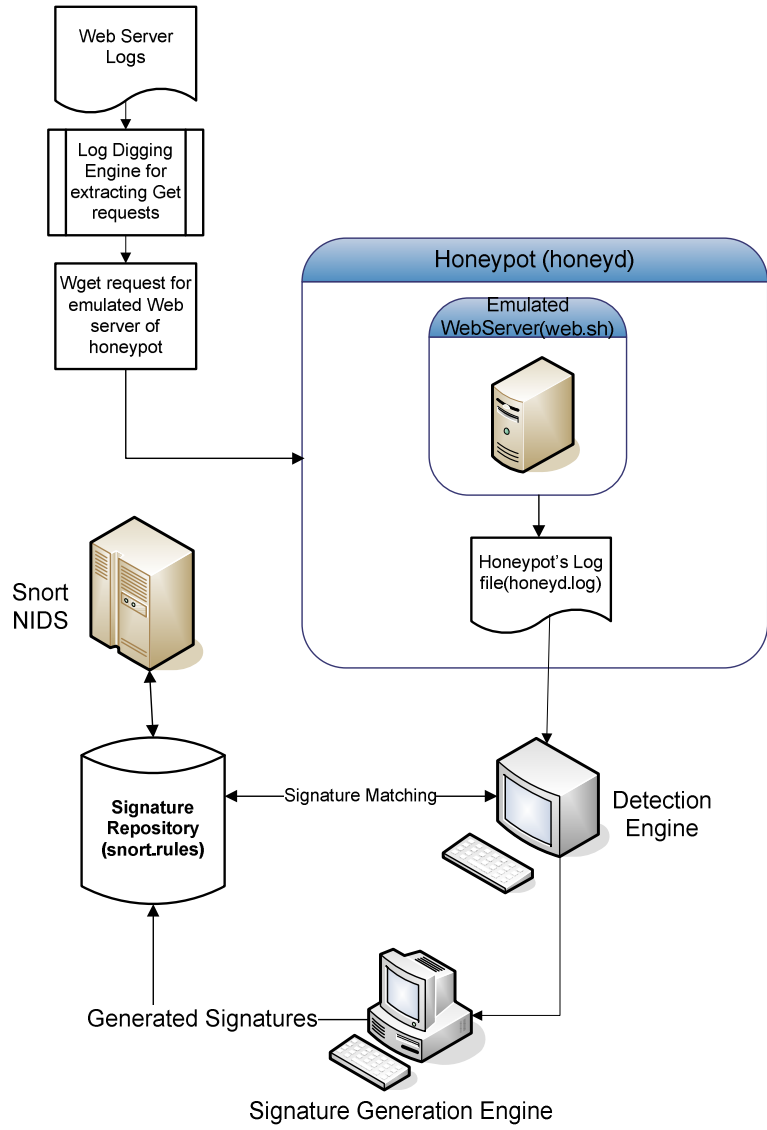 Web Server
Logs
Log Digging
Engine for
extracting Get
requests
Wget request for
emulated Web
server of
honeypot
Honeypot (honeyd)
Emulated
WebServer(web.sh)
Honeypot's Log
file(honeyd.log)
Snort
NIDS
Signature
Repository
(snort.rules)
Signature Matching
Detection
Engine
Generated Signatures
Signature Generation Engine